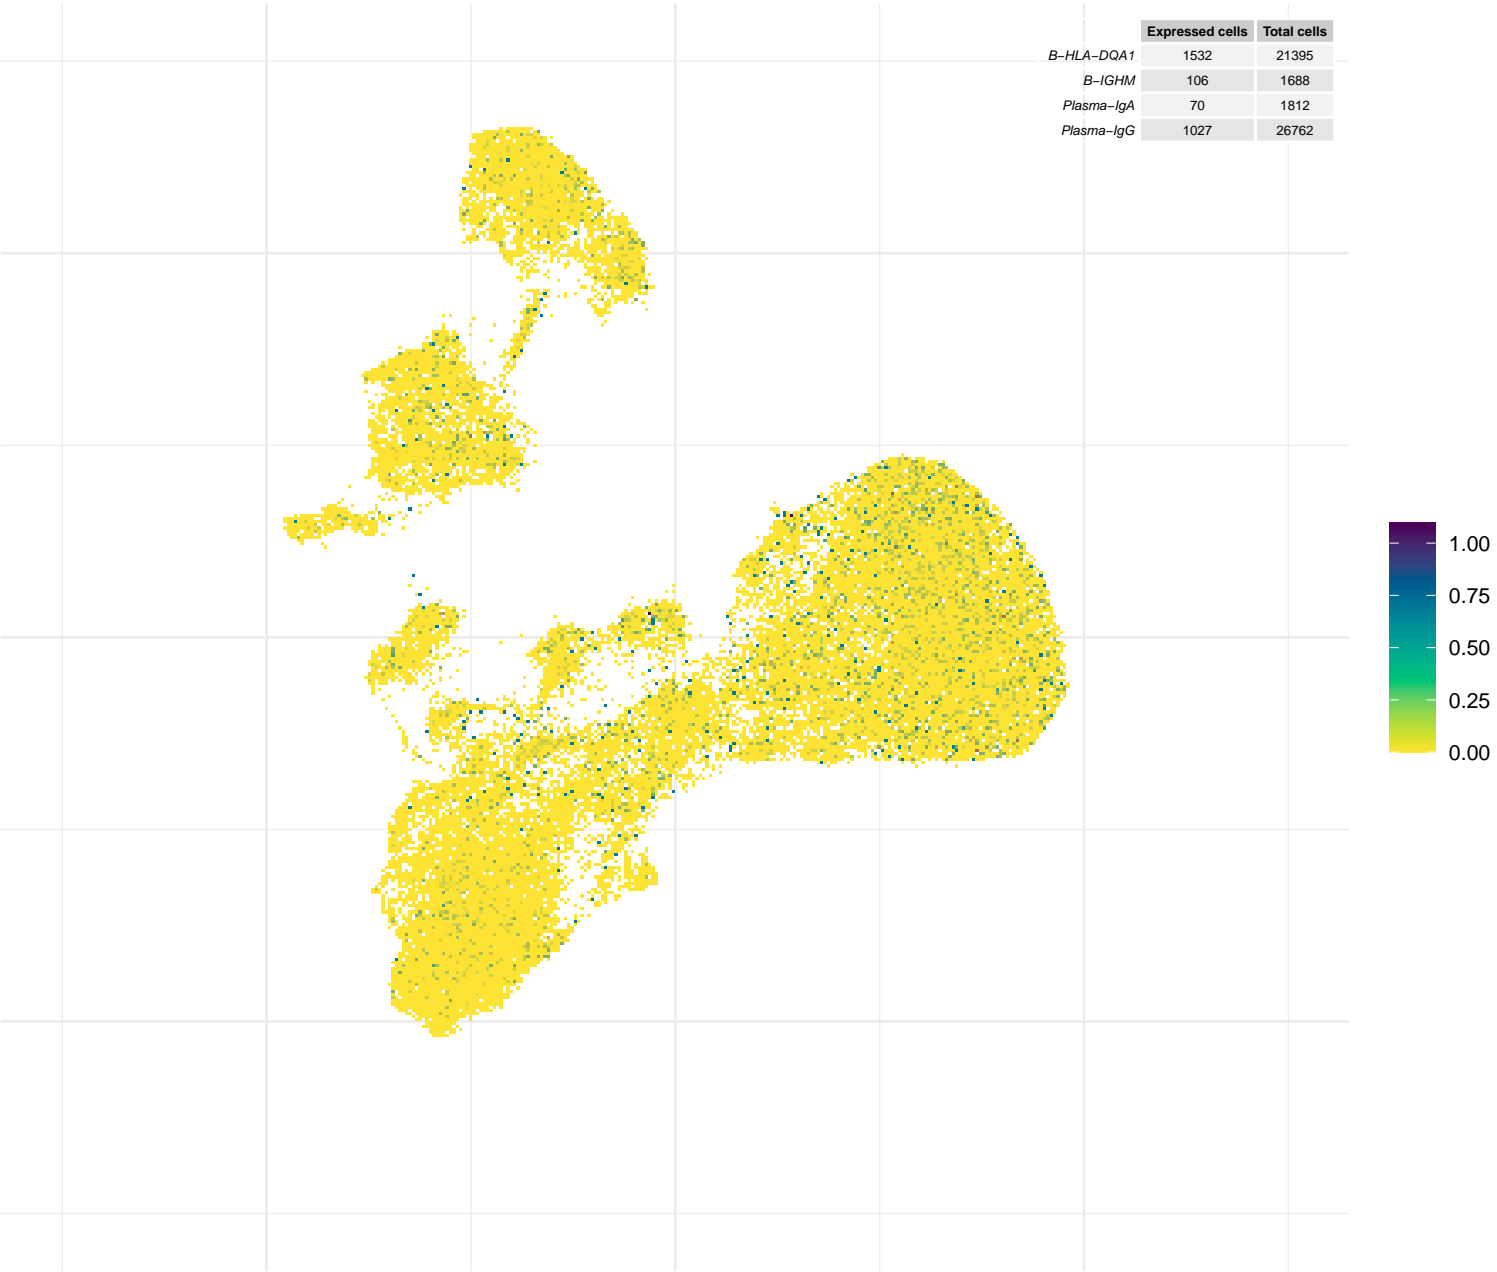 Expressed cells Total cells
B−HLA−DQA1 1532 21395
B−IGHM 106 1688
Plasma−IgA 70 1812
Plasma−IgG 1027 26762
1.00
0.75
0.50
0.25
0.00